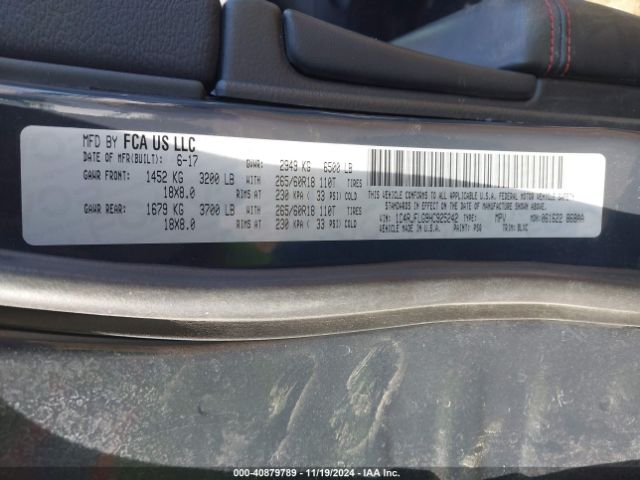 MFD BY FCA US LLC
DATE OF MFR(BUILT): 6-17 GVWR: 2949 KG 6500 LB
GAWR FRONT: 1452 KG 3200 LB WITH 265/60R18 110T TIRES
18X8.0 RIMS AT 230 KPA ( 33 PSI) COLD
GAWR REAR: 1679 KG 3700 LB WITH 265/60R18 110T TIRES
18X8.0 RIMS AT 230 KPA ( 33 PSI) COLD
THIS VEHICLE CONFORMS TO ALL APPLICABLE U.S.A. FEDERAL MOTOR VEHICLE SAFETY
STANDARDS IN EFFECT ON THE DATE OF MANUFACTURE SHOWN ABOVE.
VIN: TYPE: MPV MDH: 061522
VEHICLE MADE IN U.S.A. PAINT: TRIM:
00-40879789 - 11/19/2024 - IAA Inc.